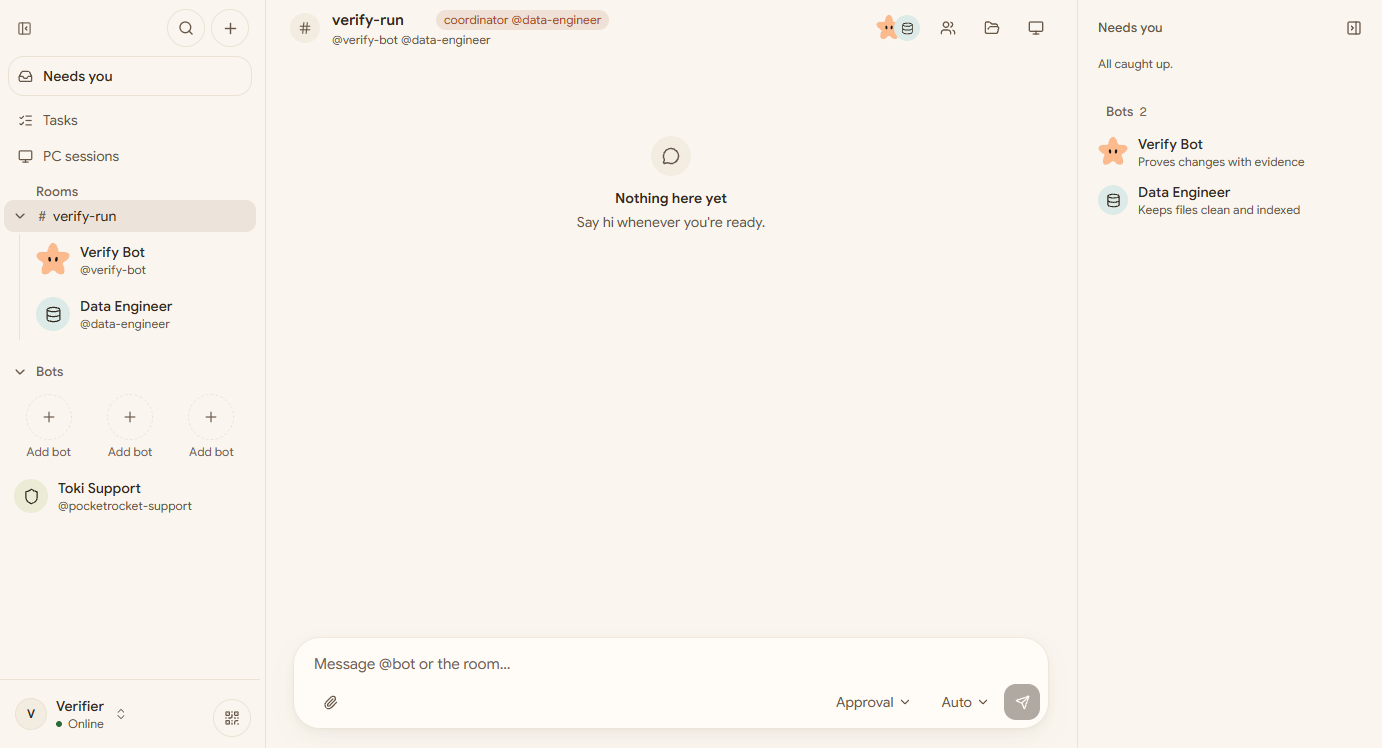 Needs you
Tasks
PC sessions
Rooms
# verify-run
Verify Bot
@verify-bot
Data Engineer
@data-engineer
Bots
Add bot
Add bot
Add bot
Toki Support
@pocketrocket-support
V
Verifier
Online
#
verify-run
coordinator @data-engineer
@verify-bot @data-engineer
Nothing here yet
Say hi whenever you're ready.
Message @bot or the room...
Approval
Auto
Needs you
All caught up.
Bots 2
Verify Bot
Proves changes with evidence
Data Engineer
Keeps files clean and indexed